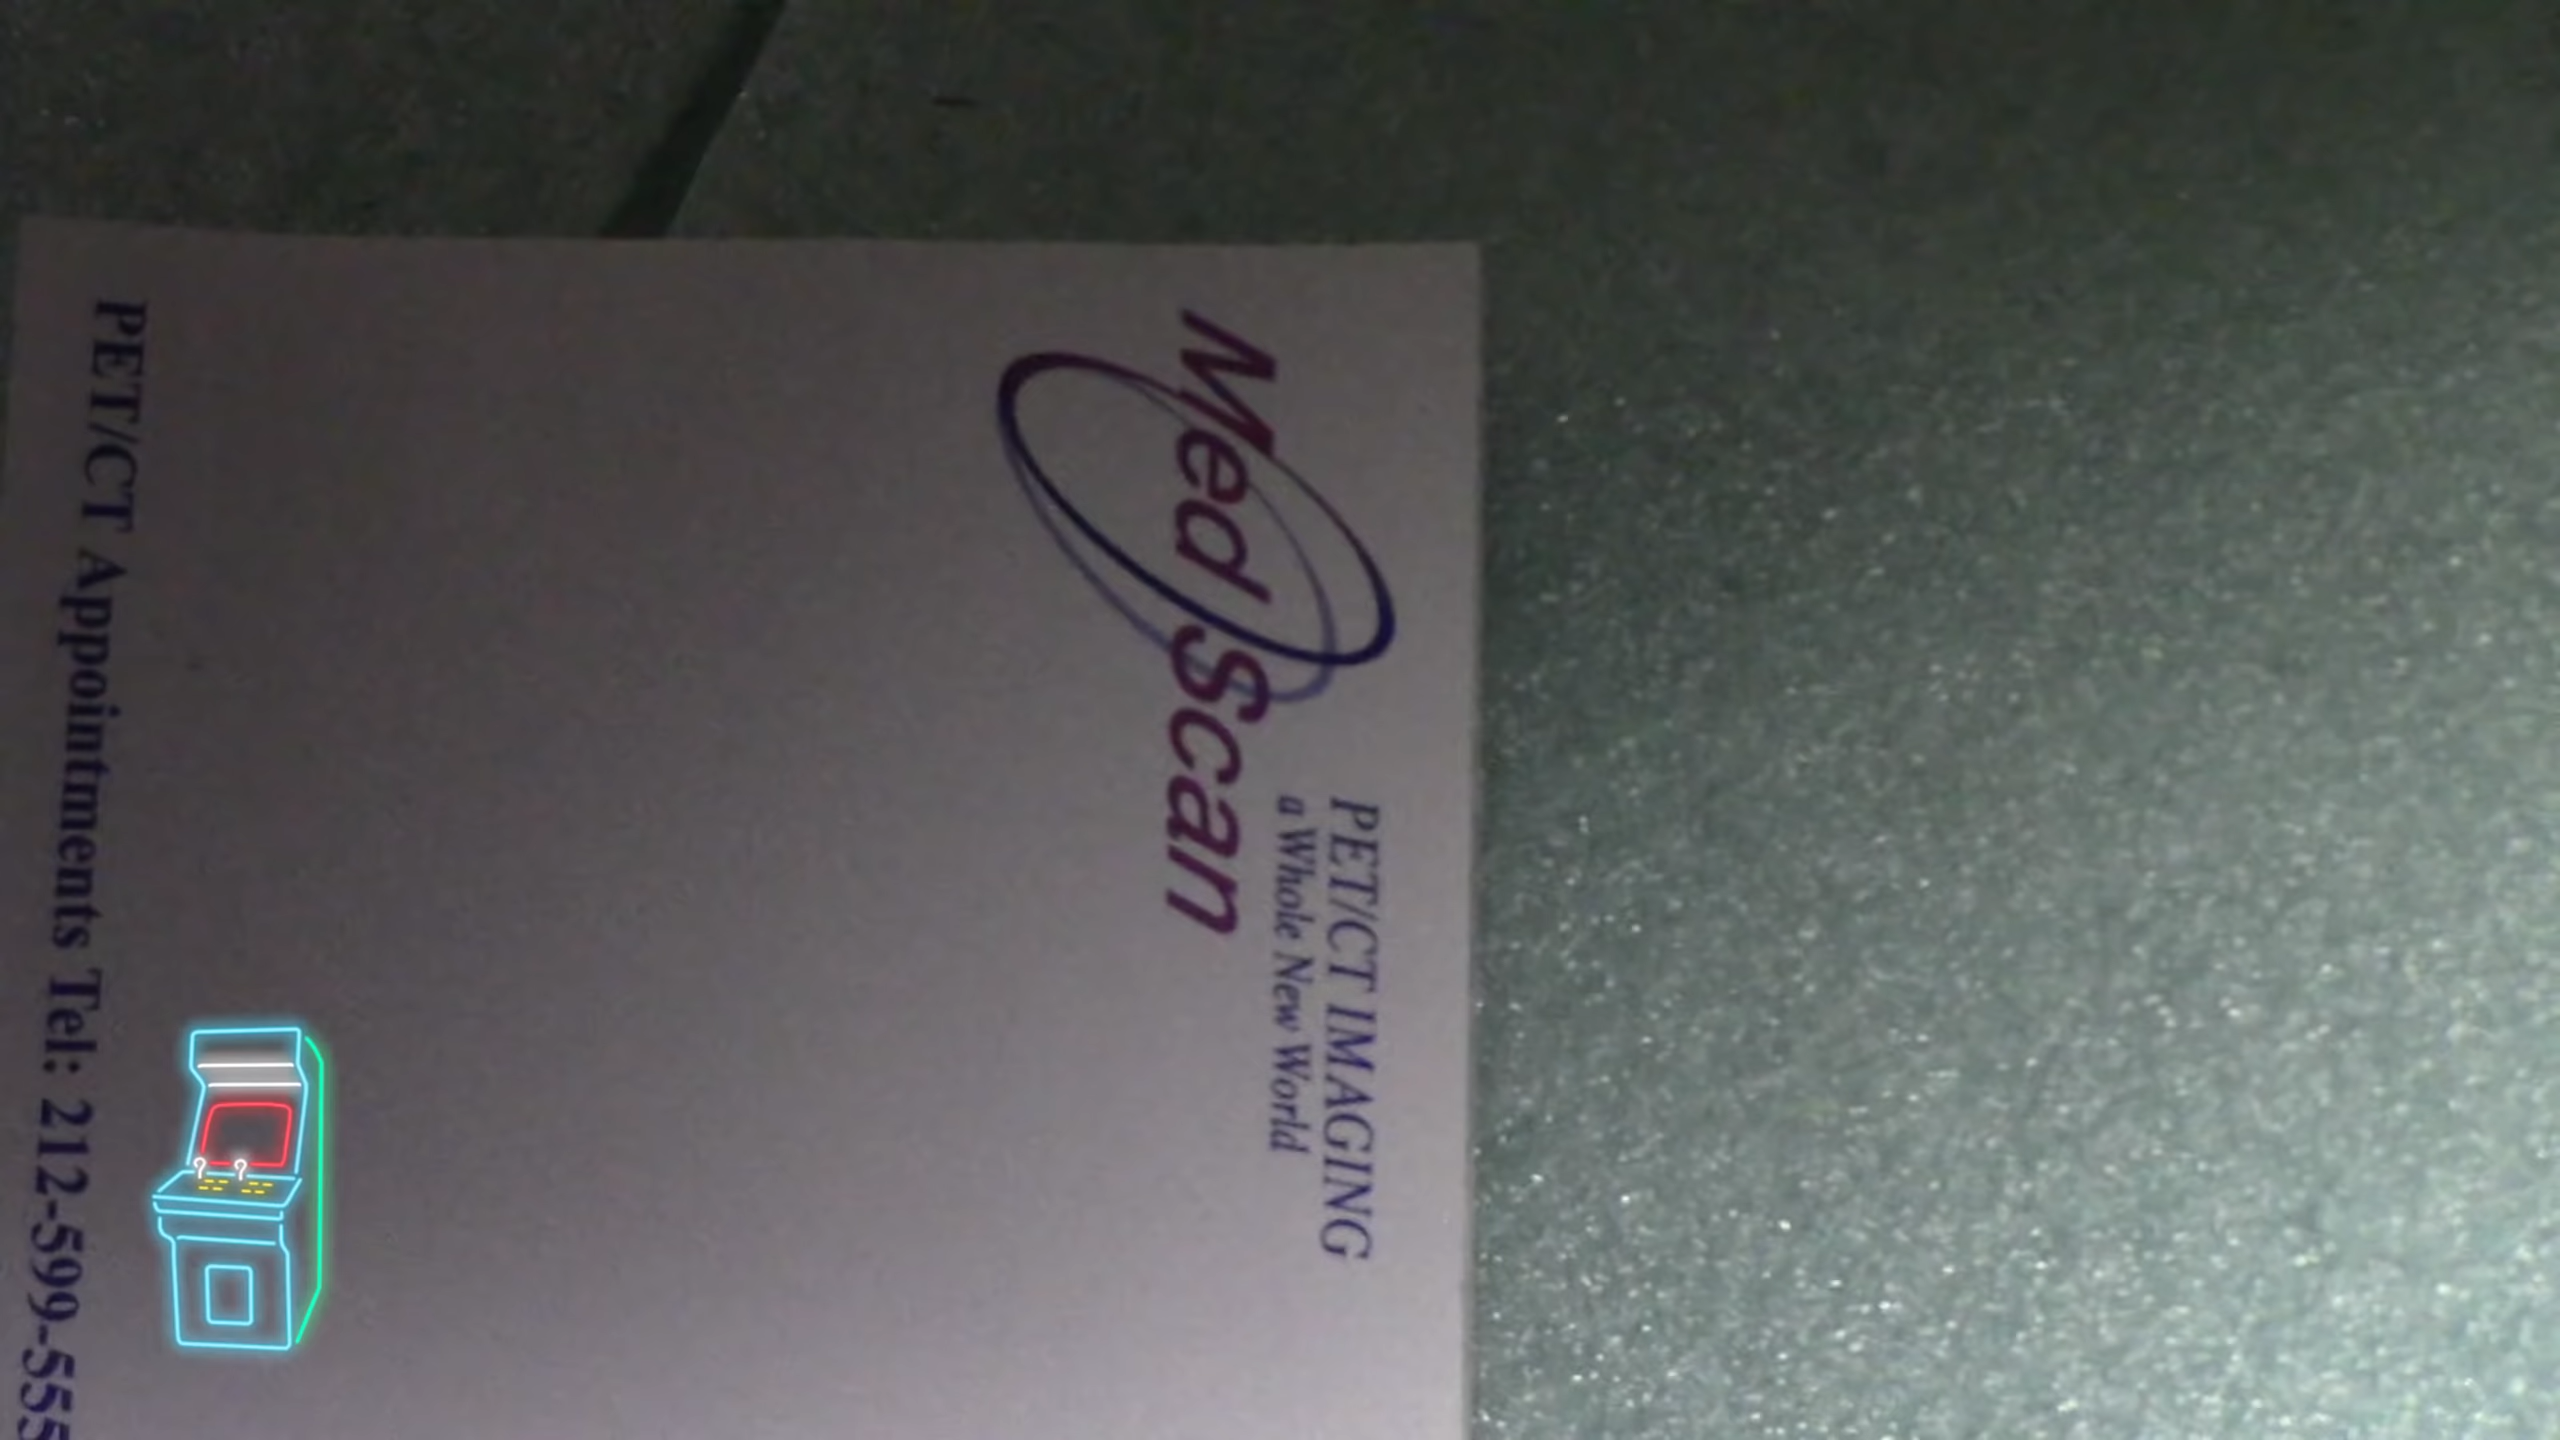 PET/CT IMAGING
a Whole New World
Med Scan
PET/CT Appointments Tel: 212-599-555